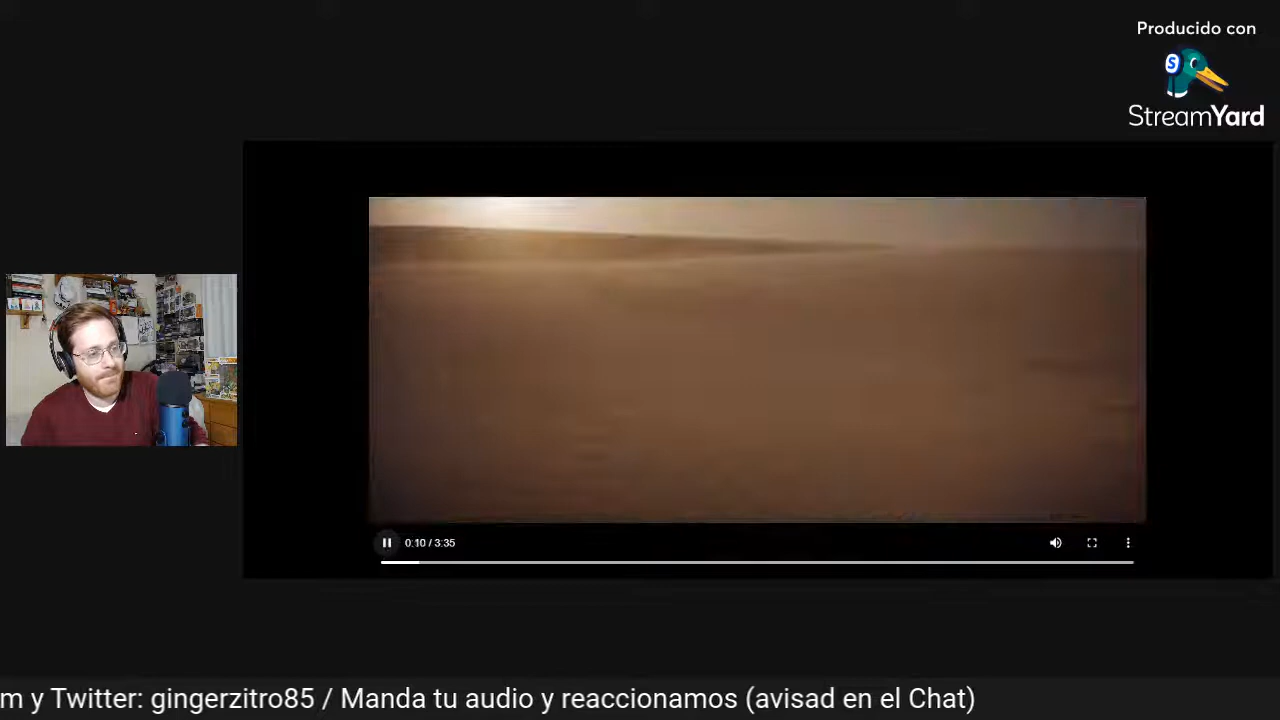 Producido con
S
StreamYard
0:10 / 3:35
m y Twitter: gingerzitro85 / Manda tu audio y reaccionamos (avisad en el Chat)